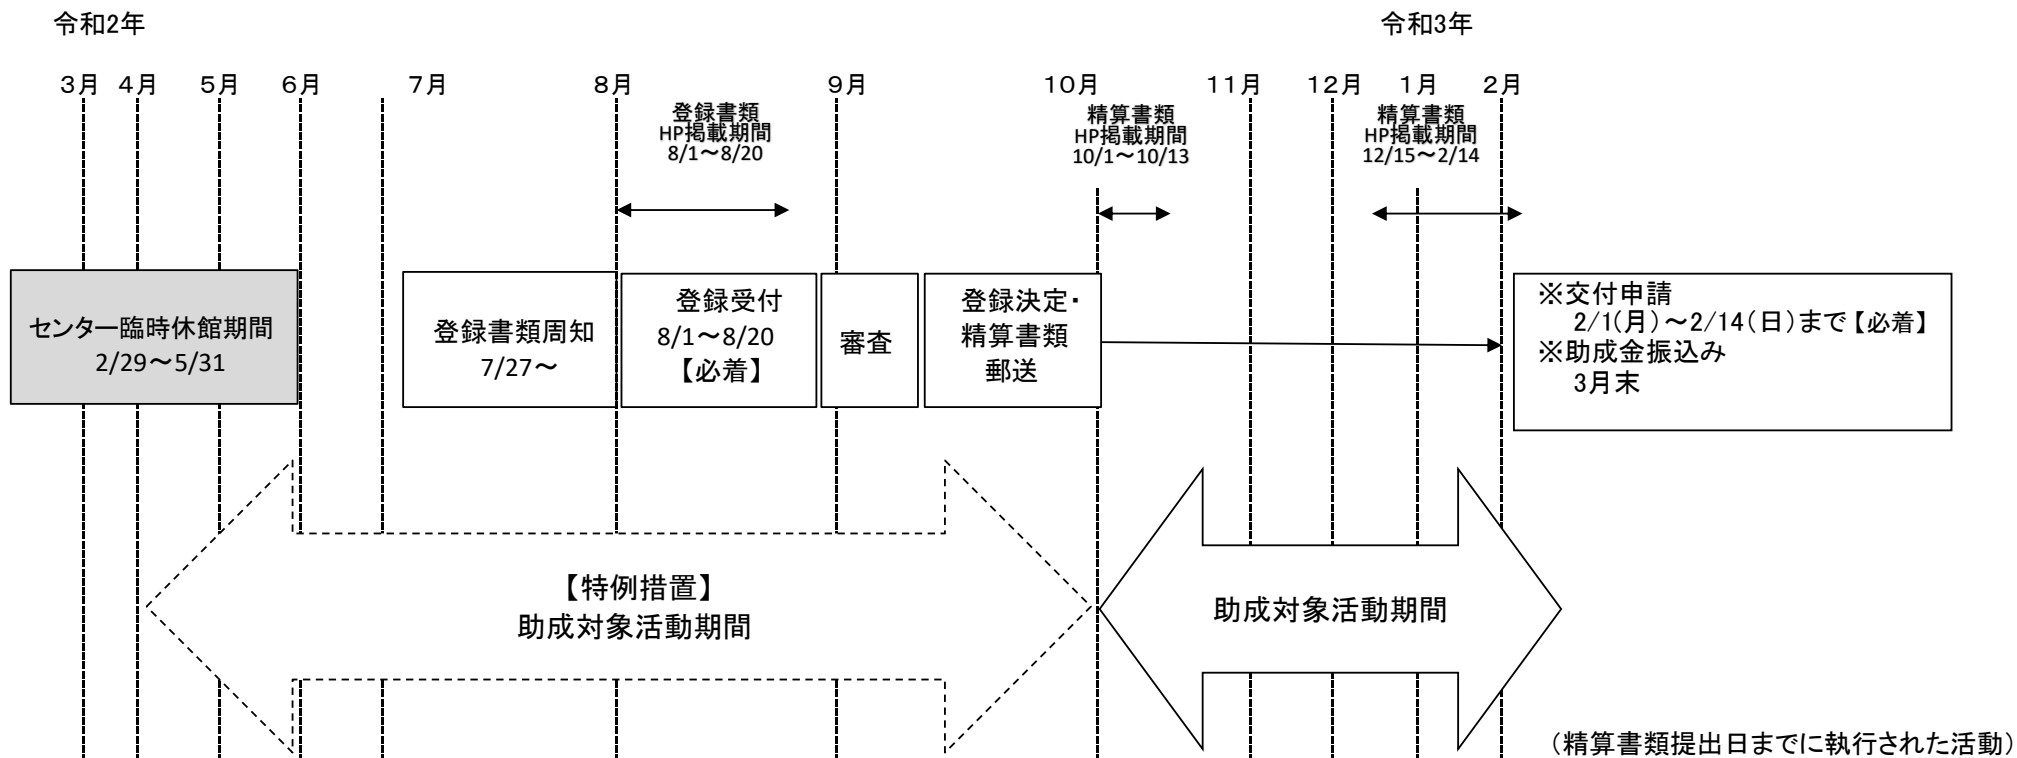 令和2年
令和3年
3月
4月
5月
6月
7月
8月
9月
10月
11月
12月
1月
2月
登録書類
HP掲載期間
8/1～8/20
精算書類
HP掲載期間
10/1～10/13
精算書類
HP掲載期間
12/15～2/14
センター臨時休館期間
2/29～5/31
登録書類周知
7/27～
登録受付
8/1～8/20
【必着】
審査
登録決定・
精算書類
郵送
※交付申請
2/1(月)～2/14(日)まで【必着】
※助成金振込み
3月末
【特例措置】
助成対象活動期間
助成対象活動期間
（精算書類提出日までに執行された活動）